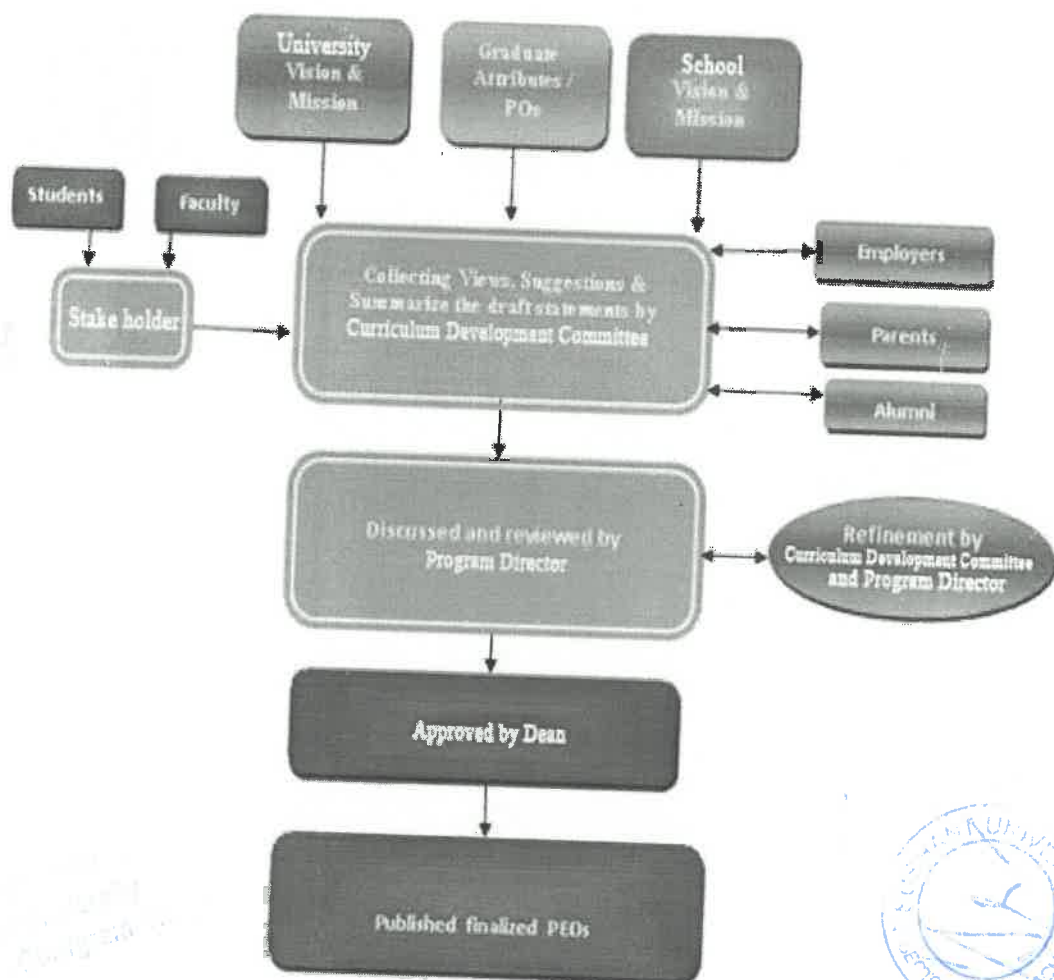 University
Vision &
Mission
Graduate
Attributes /
POs
School
Vision &
Mission
Students
Faculty
Stake holder
Collecting Views, Suggestions &
Summarize the draft statements by
Curriculum Development Committee
Employers
Parents
Alumni
Discussed and reviewed by
Program Director
Refinement by
Curriculum Development Committee
and Program Director
Approved by Dean
Published finalized PEOs